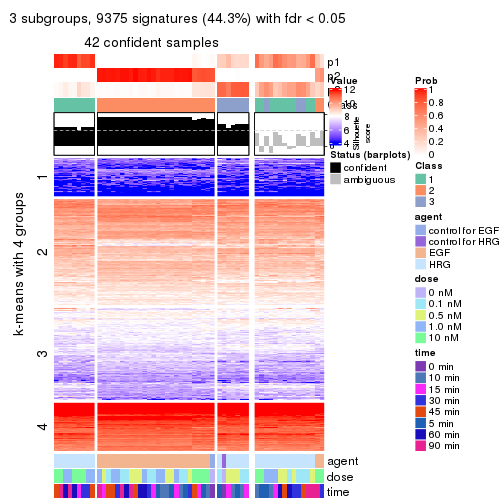 3 subgroups, 9375 signatures (44.3%) with fdr < 0.05
42 confident samples
p1
p2
Value
12
10
8
6
4
Silhouette
score
Status (barplots)
confident
ambiguous
k-means with 4 groups
1
2
3
4
agent
dose
time
Prob
1
0.8
0.6
0.4
0.2
0
Class
1
2
3
agent
control for EGF
control for HRG
EGF
HRG
dose
0 nM
0.1 nM
0.5 nM
1.0 nM
10 nM
time
0 min
10 min
15 min
30 min
45 min
5 min
60 min
90 min